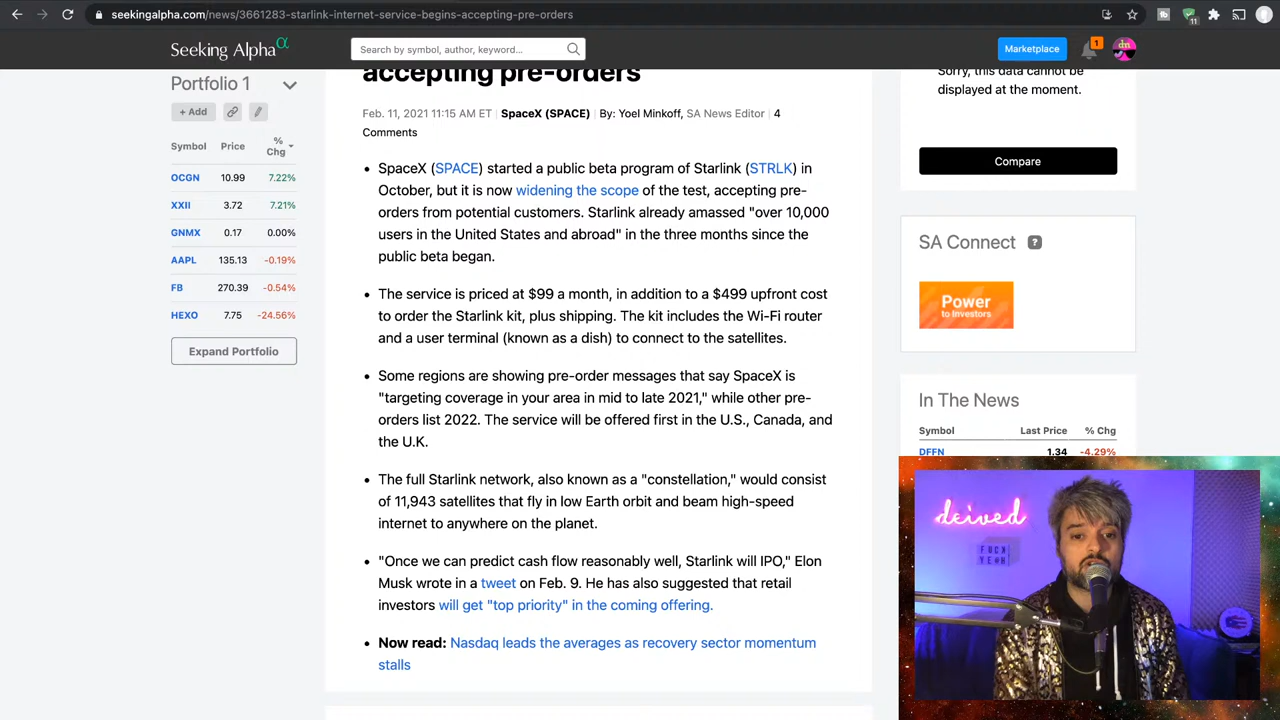 seekingalpha.com/news/3661283-starlink-internet-service-begins-accepting-pre-orders
11
Seeking Alpha α
Search by symbol, author, keyword...
Marketplace
1
dm
Portfolio 1
+ Add
Symbol Price % Chg
OCGN 10.99 7.22%
XXII 3.72 7.21%
GNMX 0.17 0.00%
AAPL 135.13 -0.19%
FB 270.39 -0.54%
HEXO 7.75 -24.56%
Expand Portfolio
accepting pre-orders
Feb. 11, 2021 11:15 AM ET | SpaceX (SPACE) | By: Yoel Minkoff, SA News Editor | 4
Comments
• SpaceX (SPACE) started a public beta program of Starlink (STRLK) in
October, but it is now widening the scope of the test, accepting pre-
orders from potential customers. Starlink already amassed "over 10,000
users in the United States and abroad" in the three months since the
public beta began.
• The service is priced at $99 a month, in addition to a $499 upfront cost
to order the Starlink kit, plus shipping. The kit includes the Wi-Fi router
and a user terminal (known as a dish) to connect to the satellites.
• Some regions are showing pre-order messages that say SpaceX is
"targeting coverage in your area in mid to late 2021," while other pre-
orders list 2022. The service will be offered first in the U.S., Canada, and
the U.K.
• The full Starlink network, also known as a "constellation," would consist
of 11,943 satellites that fly in low Earth orbit and beam high-speed
internet to anywhere on the planet.
• "Once we can predict cash flow reasonably well, Starlink will IPO," Elon
Musk wrote in a tweet on Feb. 9. He has also suggested that retail
investors will get "top priority" in the coming offering.
• Now read: Nasdaq leads the averages as recovery sector momentum
stalls
Sorry, this data cannot be
displayed at the moment.
Compare
SA Connect ?
Power
to Investors
In The News
Symbol Last Price % Chg
DFFN 1.34 -4.29%
deived
FUCK
YEAH